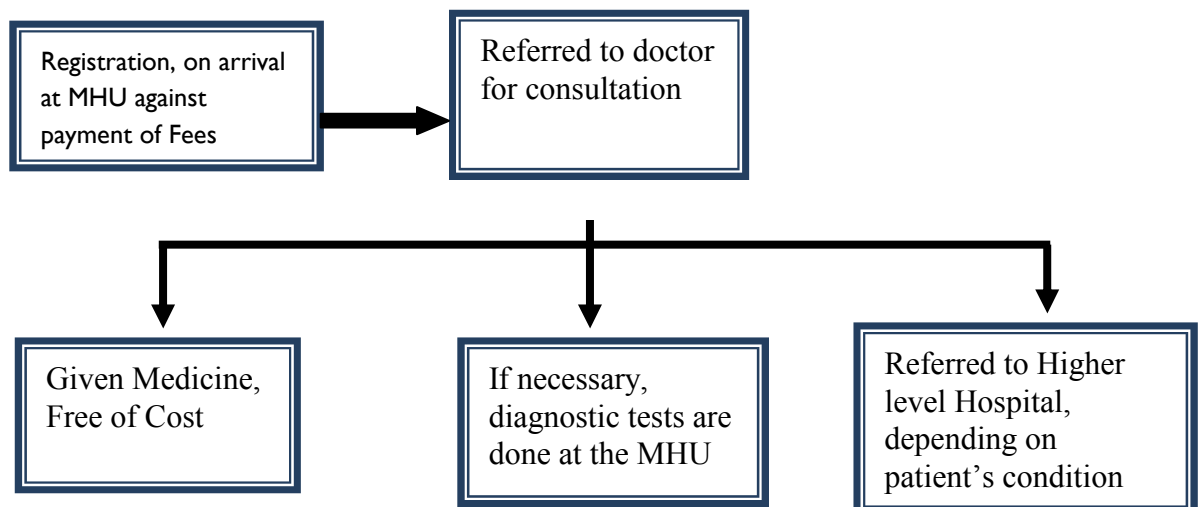 Registration, on arrival
at MHU against
payment of Fees
Referred to doctor
for consultation
Given Medicine,
Free of Cost
If necessary,
diagnostic tests are
done at the MHU
Referred to Higher
level Hospital,
depending on
patient’s condition